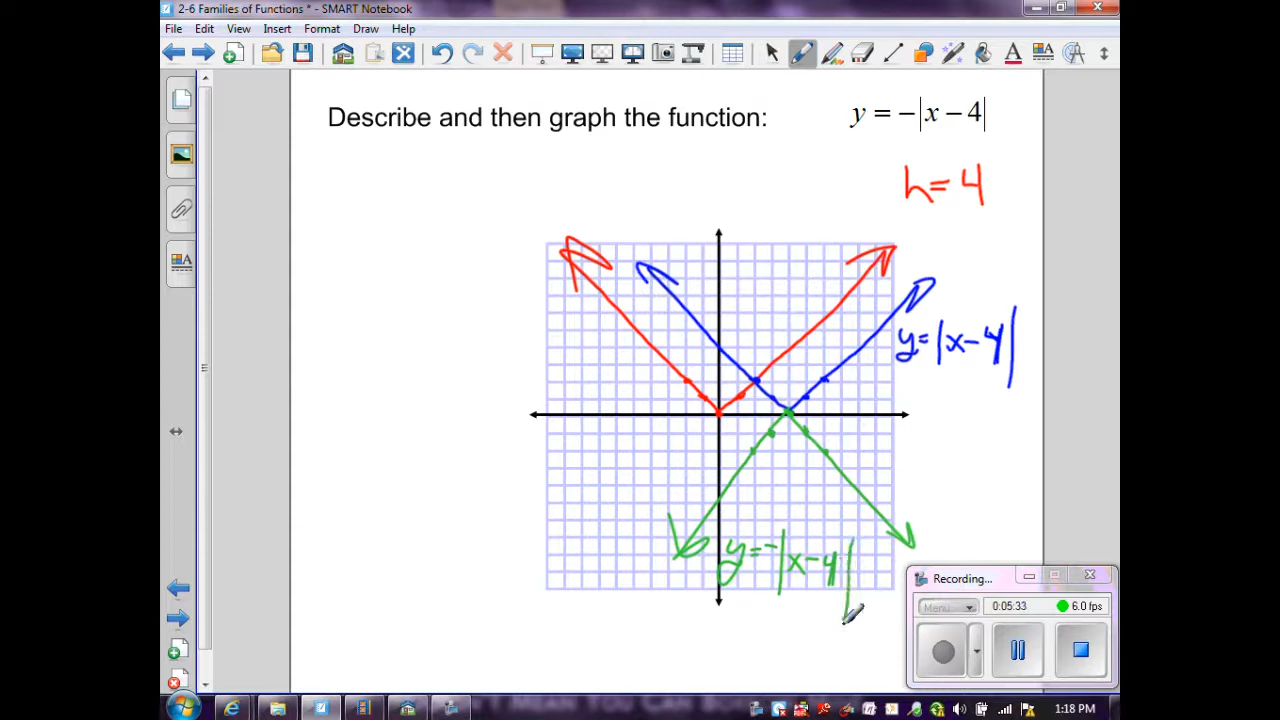 2-6 Families of Functions * - SMART Notebook
File Edit View Insert Format Draw Help
Describe and then graph the function: y = -|x - 4|
h = 4
y = |x - 4|
y = -|x - 4|
Recording...
Menu
0:05:33 6.0 fps
1:18 PM